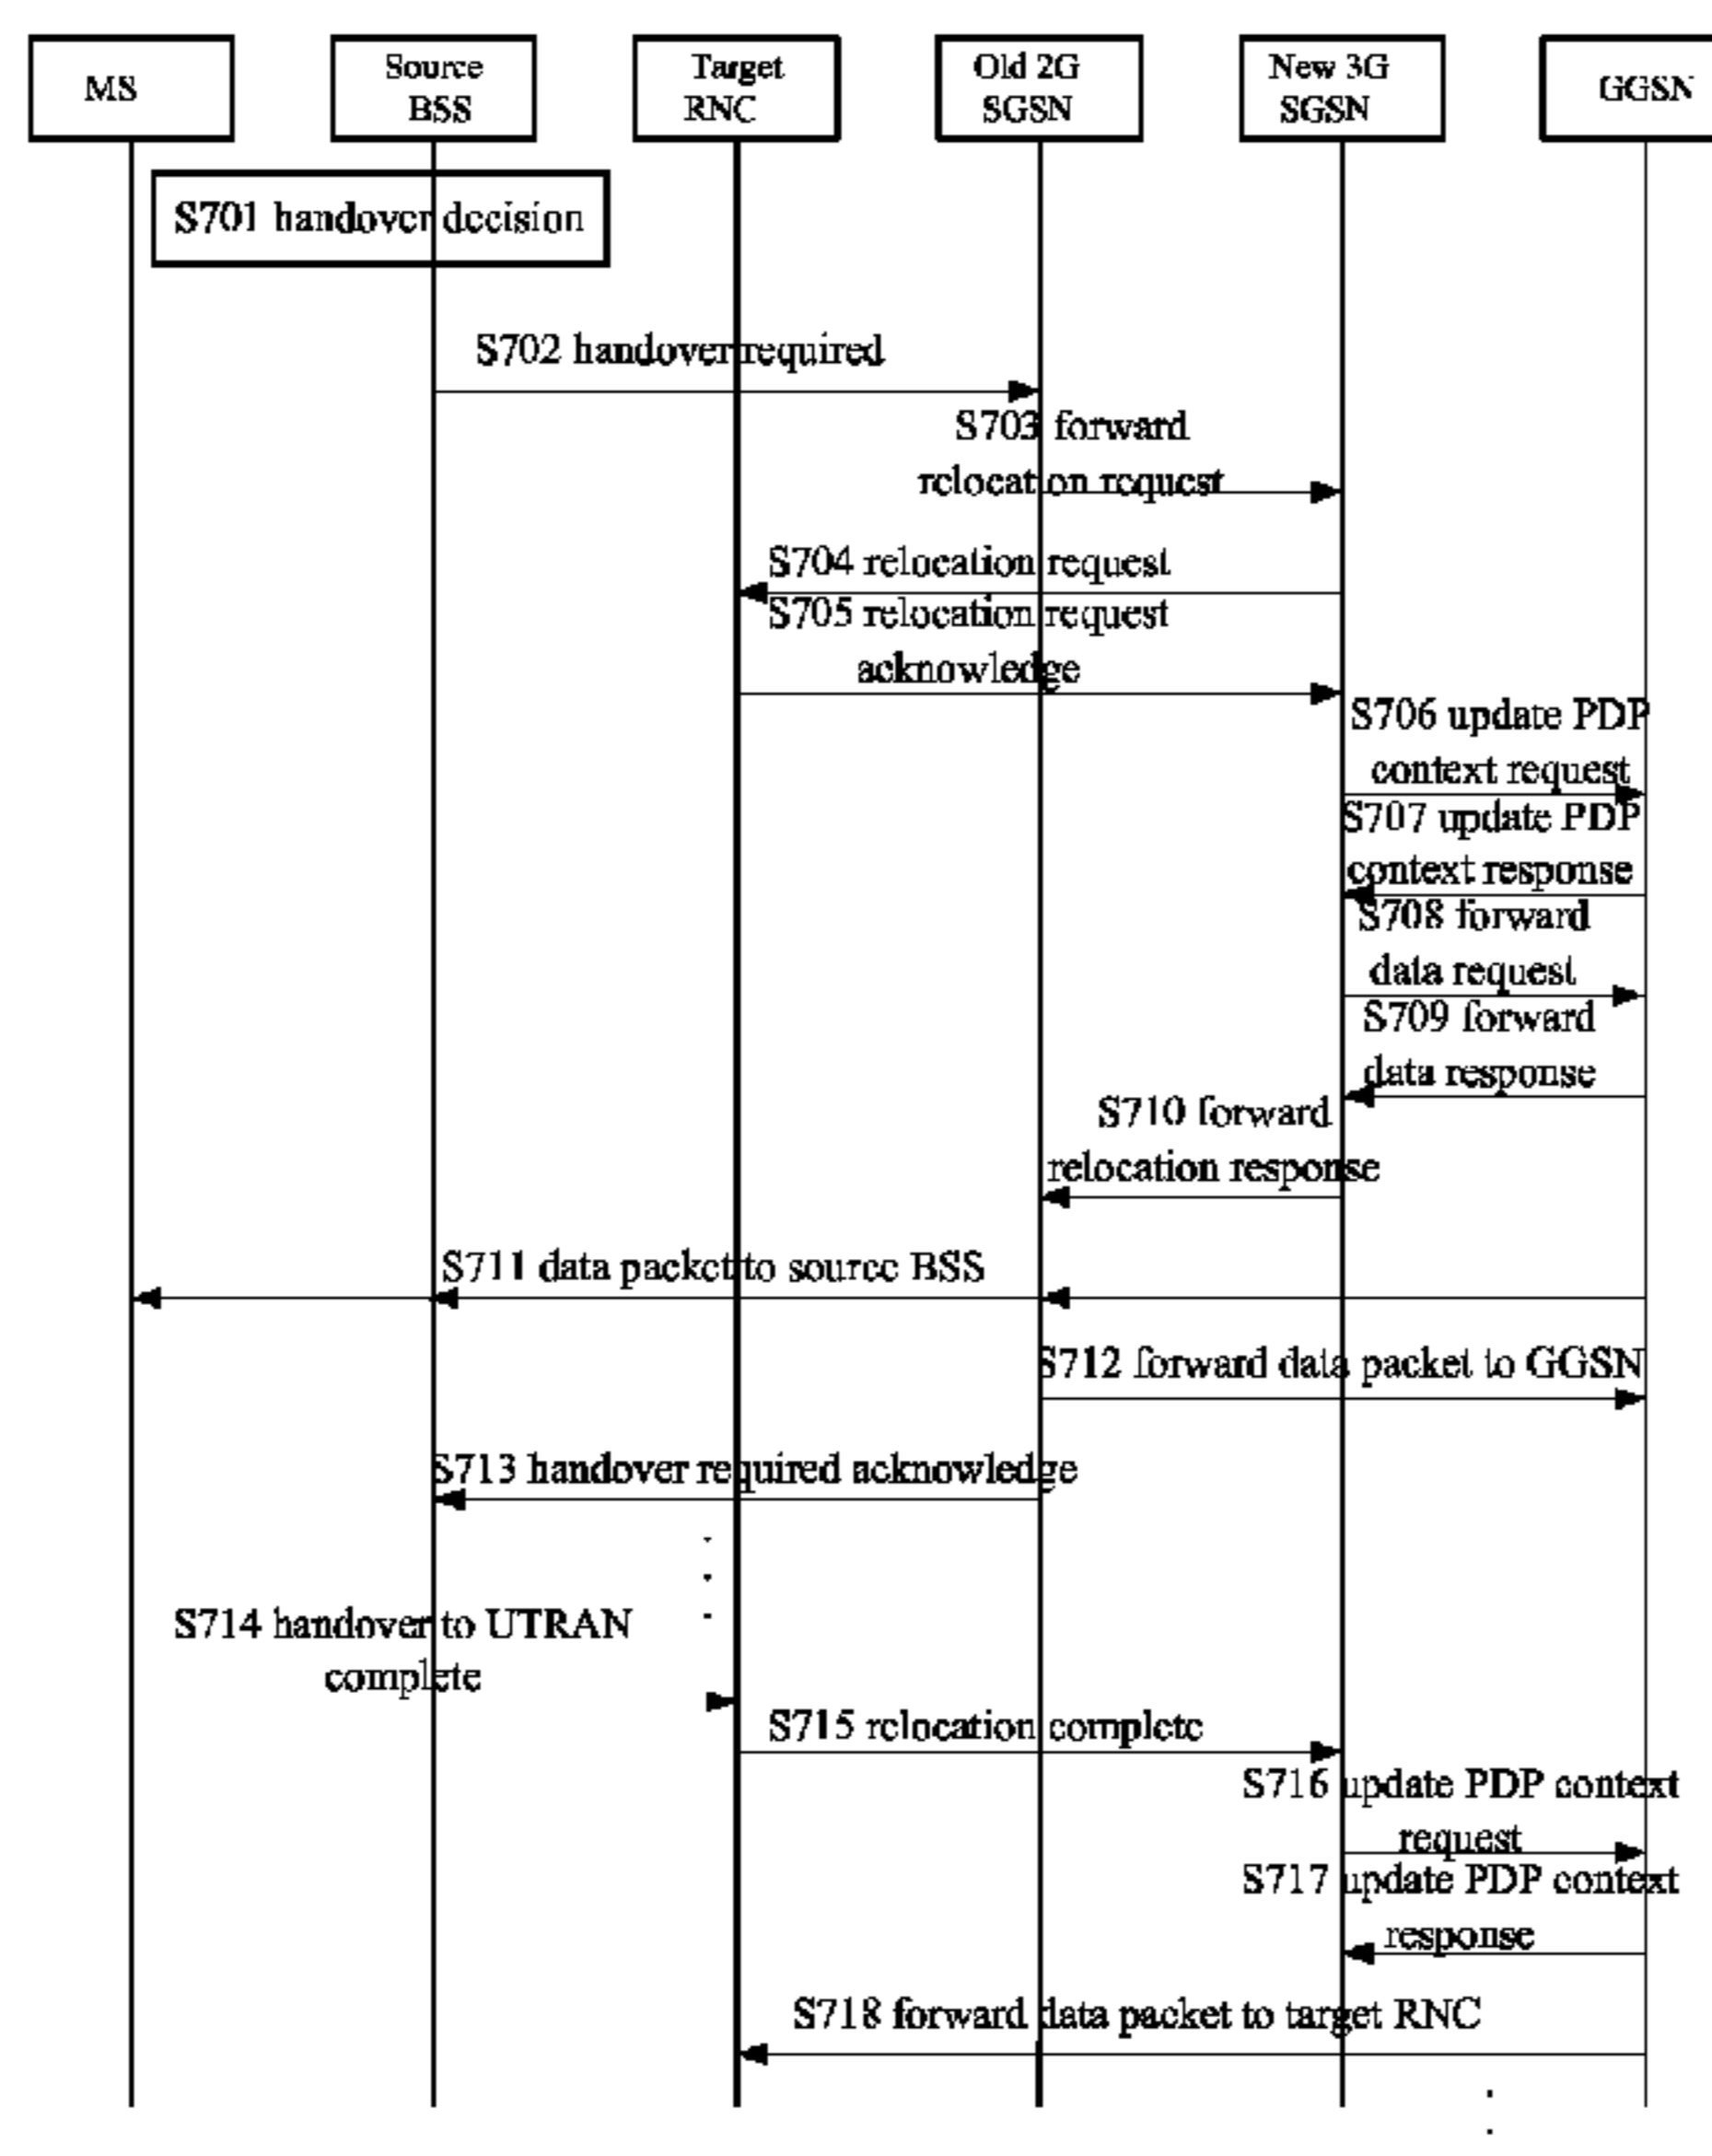 MS
Source
BSS
Target
RNC
Old 2G
SGSN
New 3G
SGSN
GGSN
S701 handover decision
S702 handover required
S703 forward
relocation request
S704 relocation request
S705 relocation request
acknowledge
S706 update PDP
context request
S707 update PDP
context response
S708 forward
data request
S709 forward
data response
S710 forward
relocation response
S711 data packet to source BSS
S712 forward data packet to GGSN
S713 handover required acknowledge
S714 handover to UTRAN
complete
S715 relocation complete
S716 update PDP context
request
S717 update PDP context
response
S718 forward data packet to target RNC